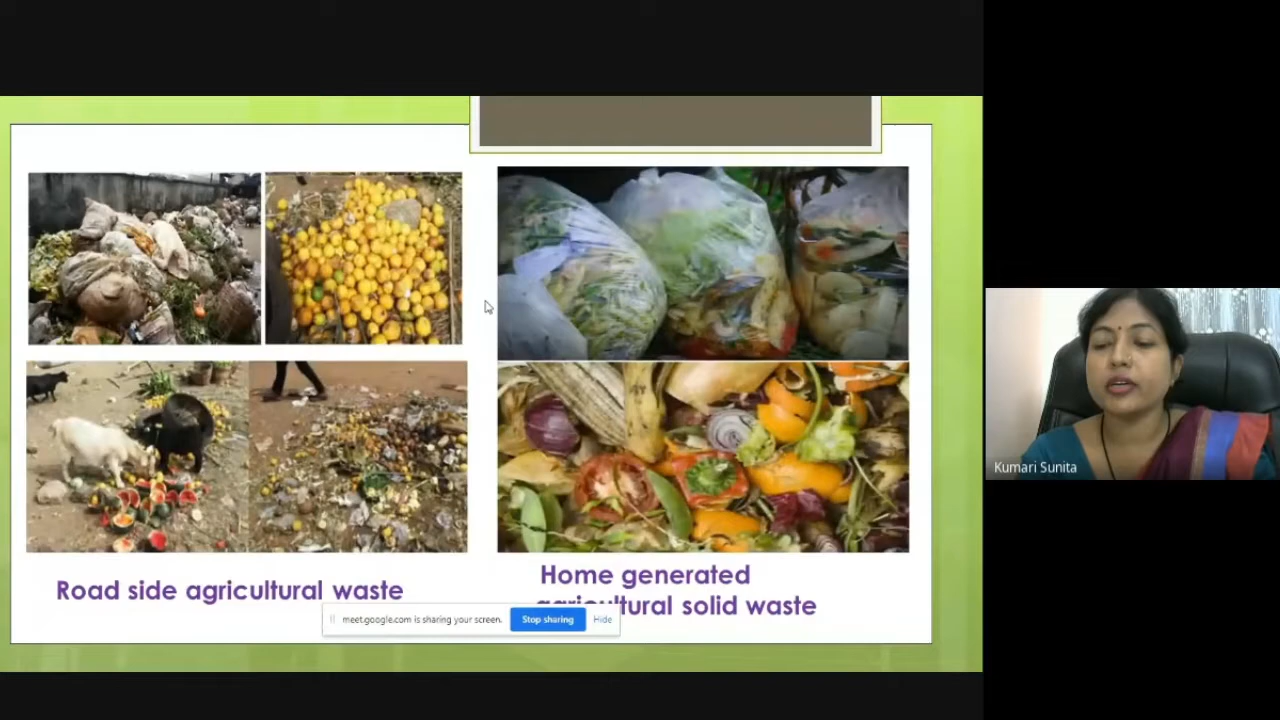 Kumari Sunita
Road side agricultural waste
Home generated
agricultural solid waste
meet.google.com is sharing your screen.
Stop sharing
Hide